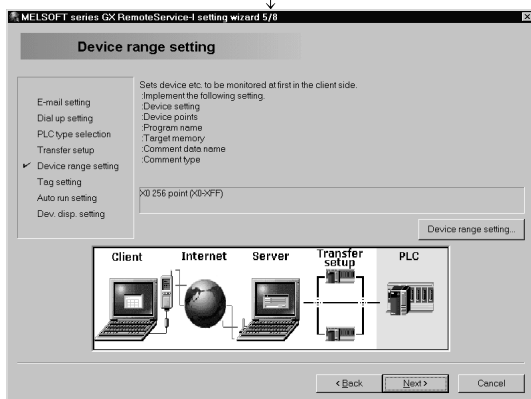 MELSOFT series GX RemoteService-I setting wizard 5/8
Device range setting
E-mail setting
Dial up setting
PLC type selection
Transfer setup
Device range setting
Tag setting
Auto run setting
Dev. disp. setting
Sets device etc. to be monitored at first in the client side.
:Implement the following setting.
:Device setting
:Device points
:Program name
:Target memory
:Comment data name
:Comment type
X0 256 point (X0-XFF)
Device range setting...
Client
Internet
Server
Transfer setup
PLC
< Back
Next >
Cancel